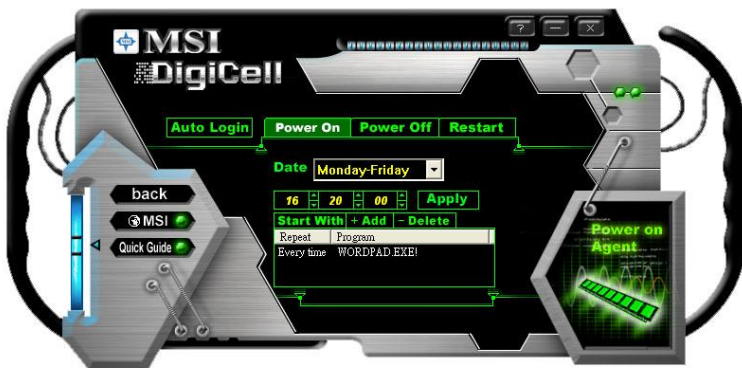 MSI
DigiCell
Auto Login
Power On Power Off Restart
Date Monday-Friday
16 20 00 Apply
Start With + Add - Delete
Repeat Program
Every time WORDPAD.EXE!
back
MSI
Quick Guide
Power on
Agent